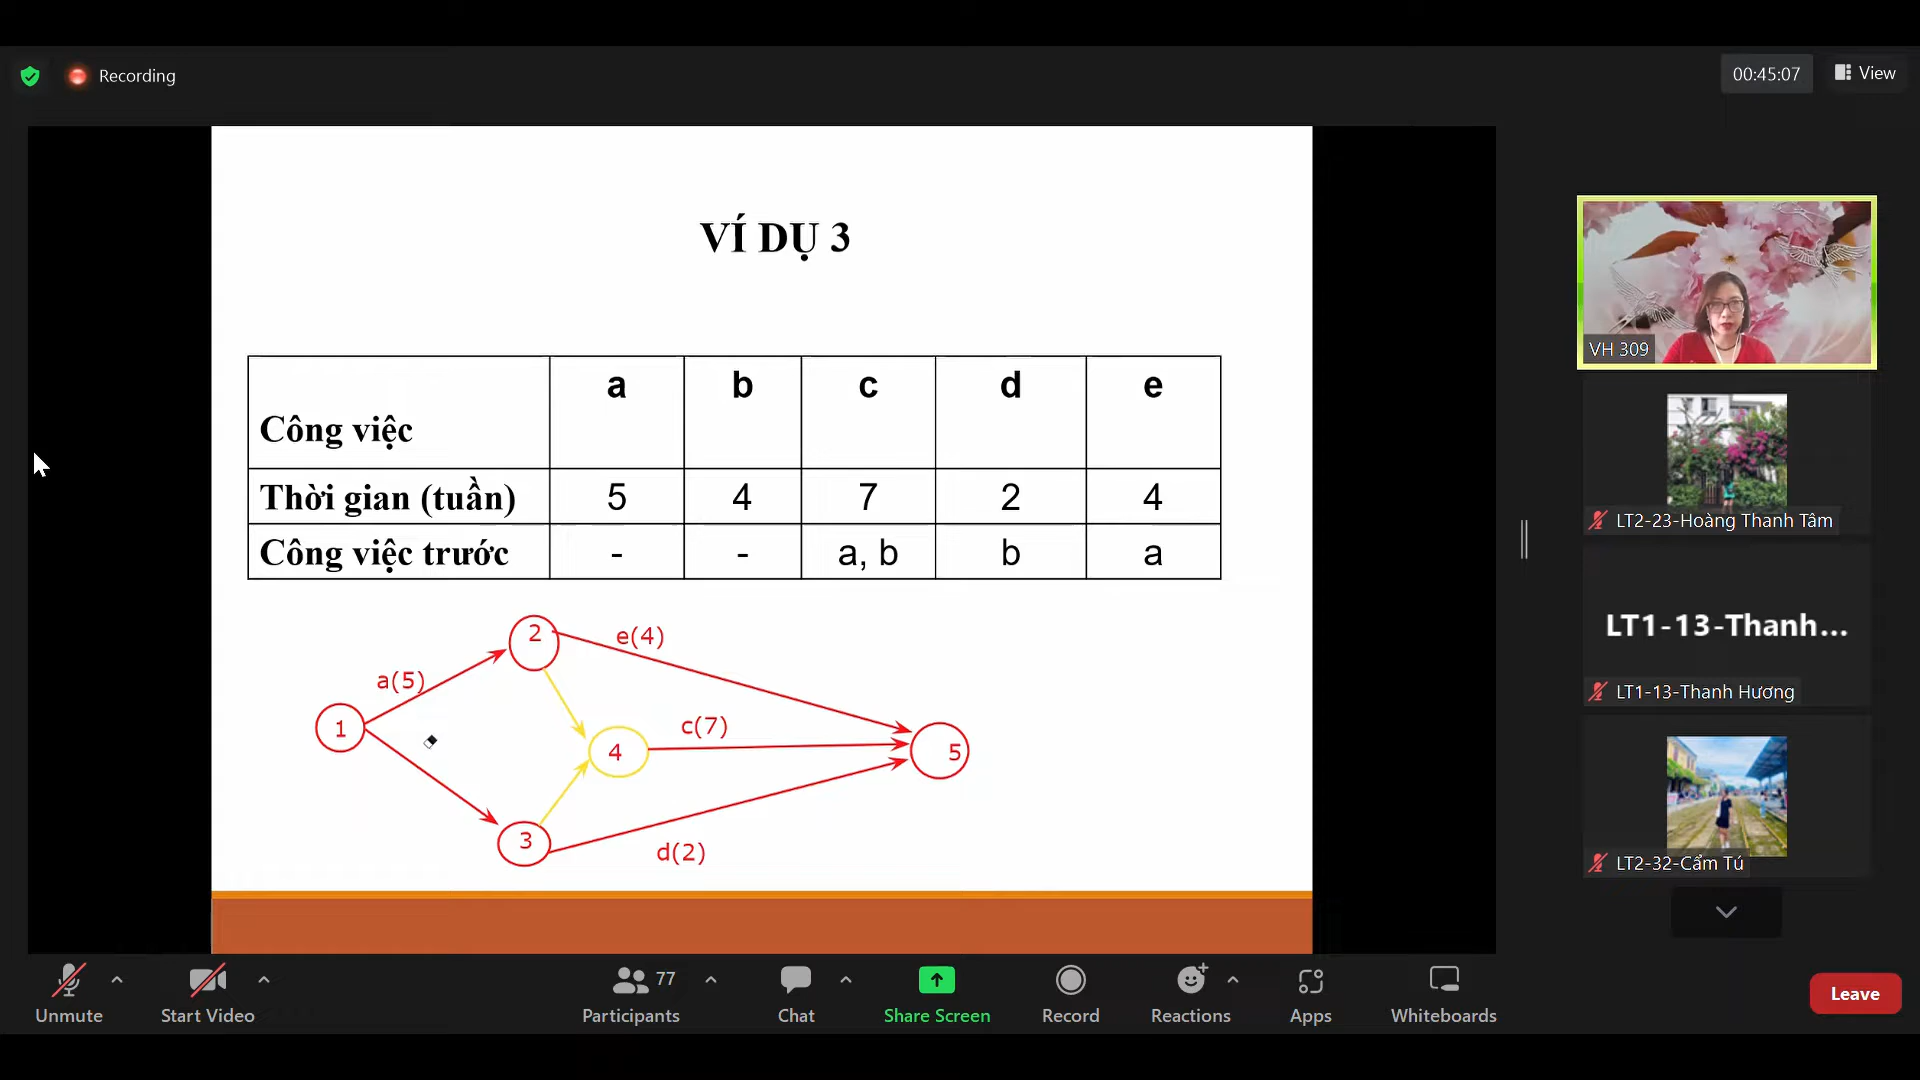 Recording
00:45:07
View
VÍ DỤ 3
Công việc a b c d e
Thời gian (tuần) 5 4 7 2 4
Công việc trước - - a, b b a
2
e(4)
a(5)
1
c(7)
4
5
3
d(2)
VH 309
LT2-23-Hoàng Thanh Tâm
LT1-13-Thanh...
LT1-13-Thanh Hương
LT2-32-Cẩm Tú
Unmute
Start Video
77
Participants
Chat
Share Screen
Record
Reactions
Apps
Whiteboards
Leave